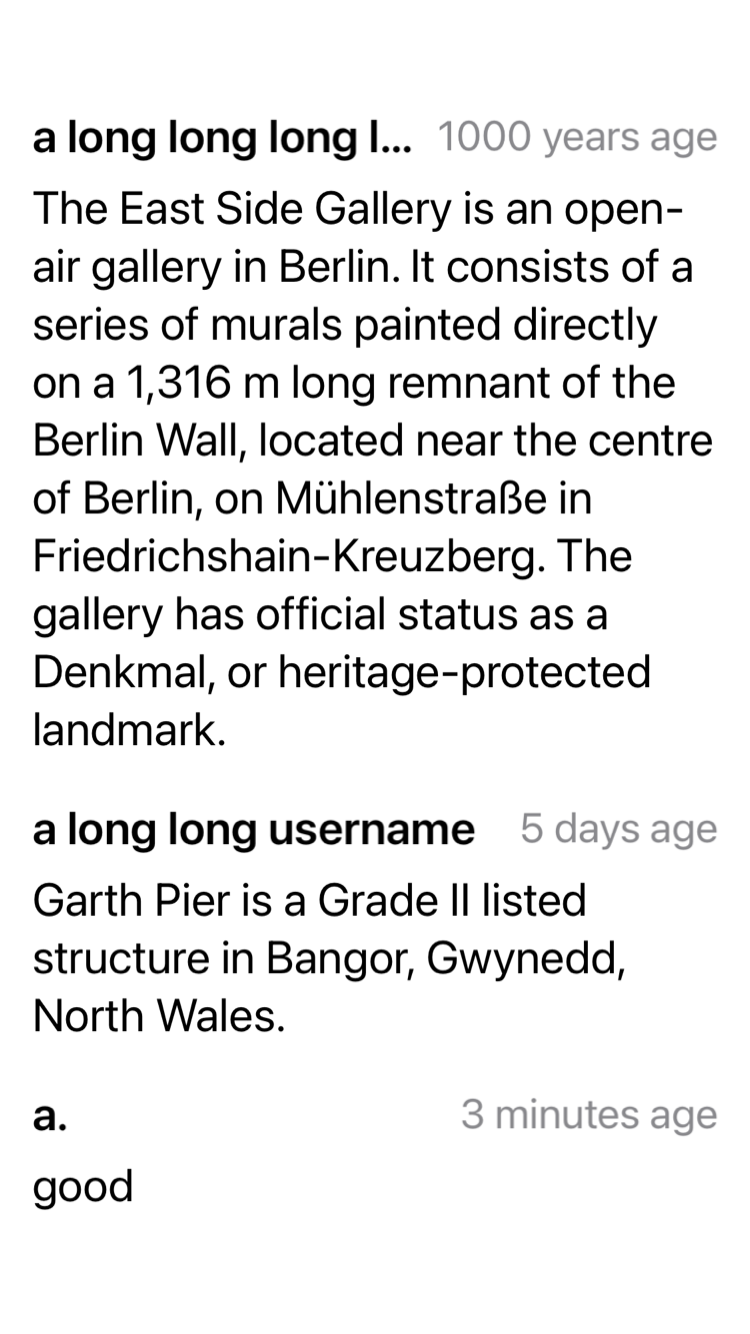 a long long long l... 1000 years age
The East Side Gallery is an open-
air gallery in Berlin. It consists of a
series of murals painted directly
on a 1,316 m long remnant of the
Berlin Wall, located near the centre
of Berlin, on Mühlenstraße in
Friedrichshain-Kreuzberg. The
gallery has official status as a
Denkmal, or heritage-protected
landmark.
a long long username 5 days age
Garth Pier is a Grade II listed
structure in Bangor, Gwynedd,
North Wales.
a. 3 minutes age
good